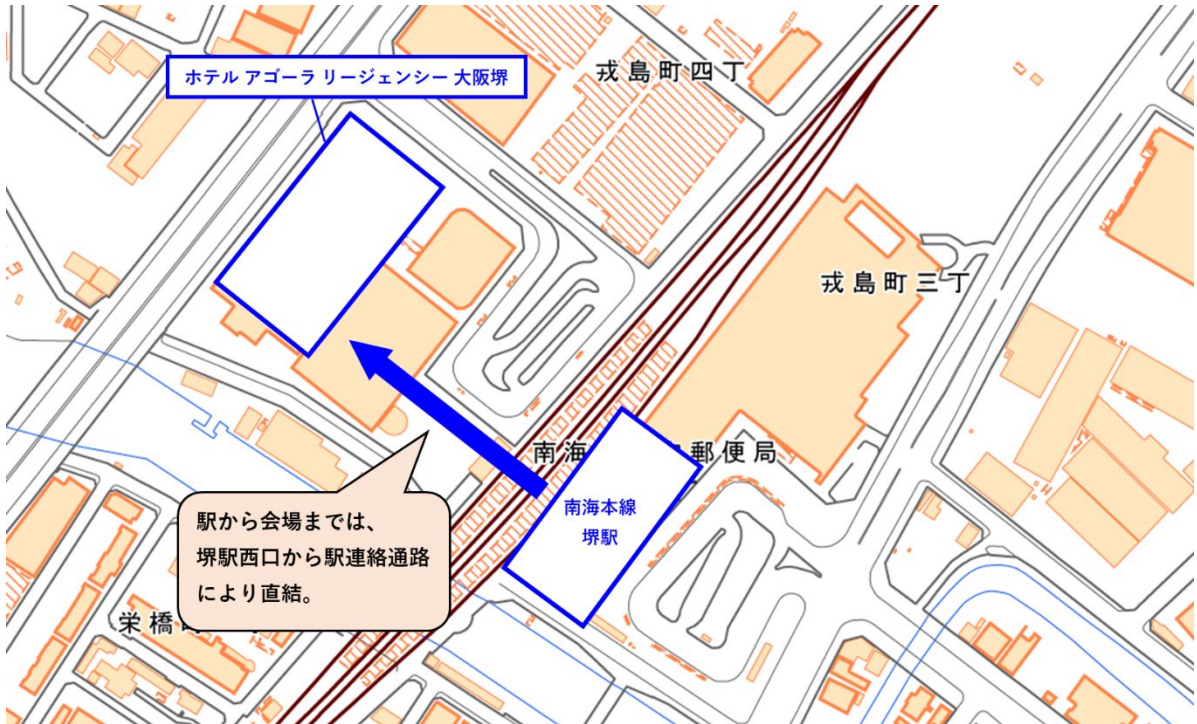 ホテル アゴーラ リージェンシー 大阪堺
戎島町四丁
戎島町三丁
南海
郵便局
南海本線
堺駅
駅から会場までは、
堺駅西口から駅連絡通路
により直結。
栄橋